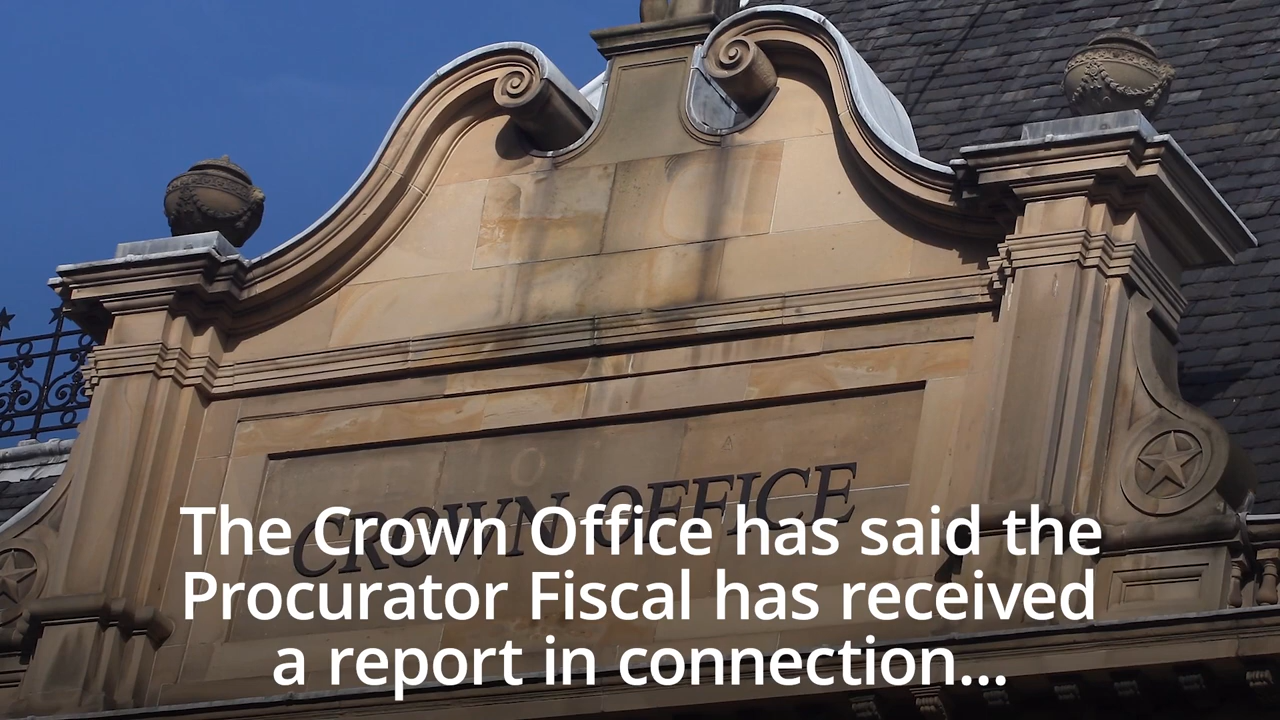 CROWN OFFICE
The Crown Office has said the
Procurator Fiscal has received
a report in connection...